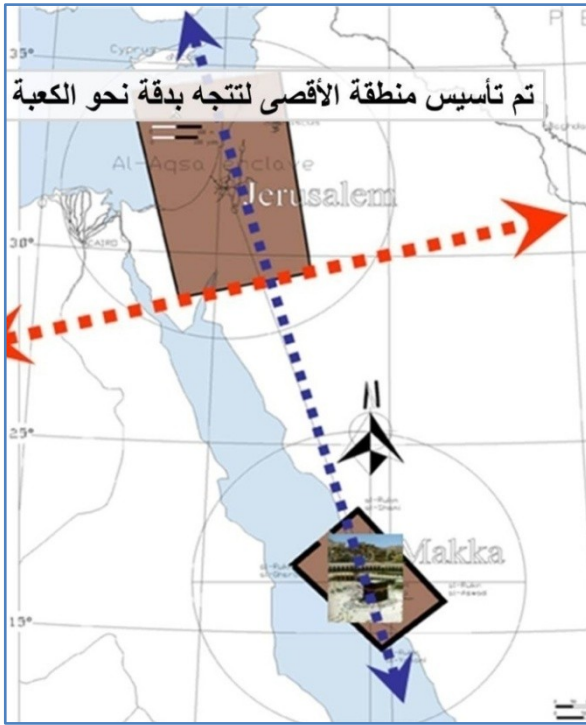 P E
35°
Cyprus
تم تأسيس منطقة الأقصى لتتجه بدقة نحو الكعبة
Al-Aqsa enclave
Baghda
Jerusalem
30°
CAIRO
25°
N
Makka
15°